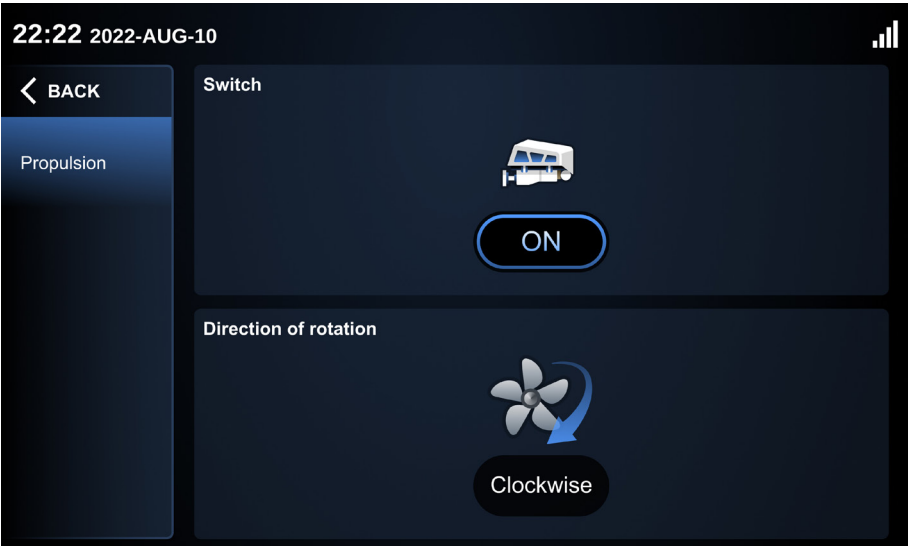 22:22 2022-AUG-10
BACK
Propulsion
Switch
ON
Direction of rotation
Clockwise